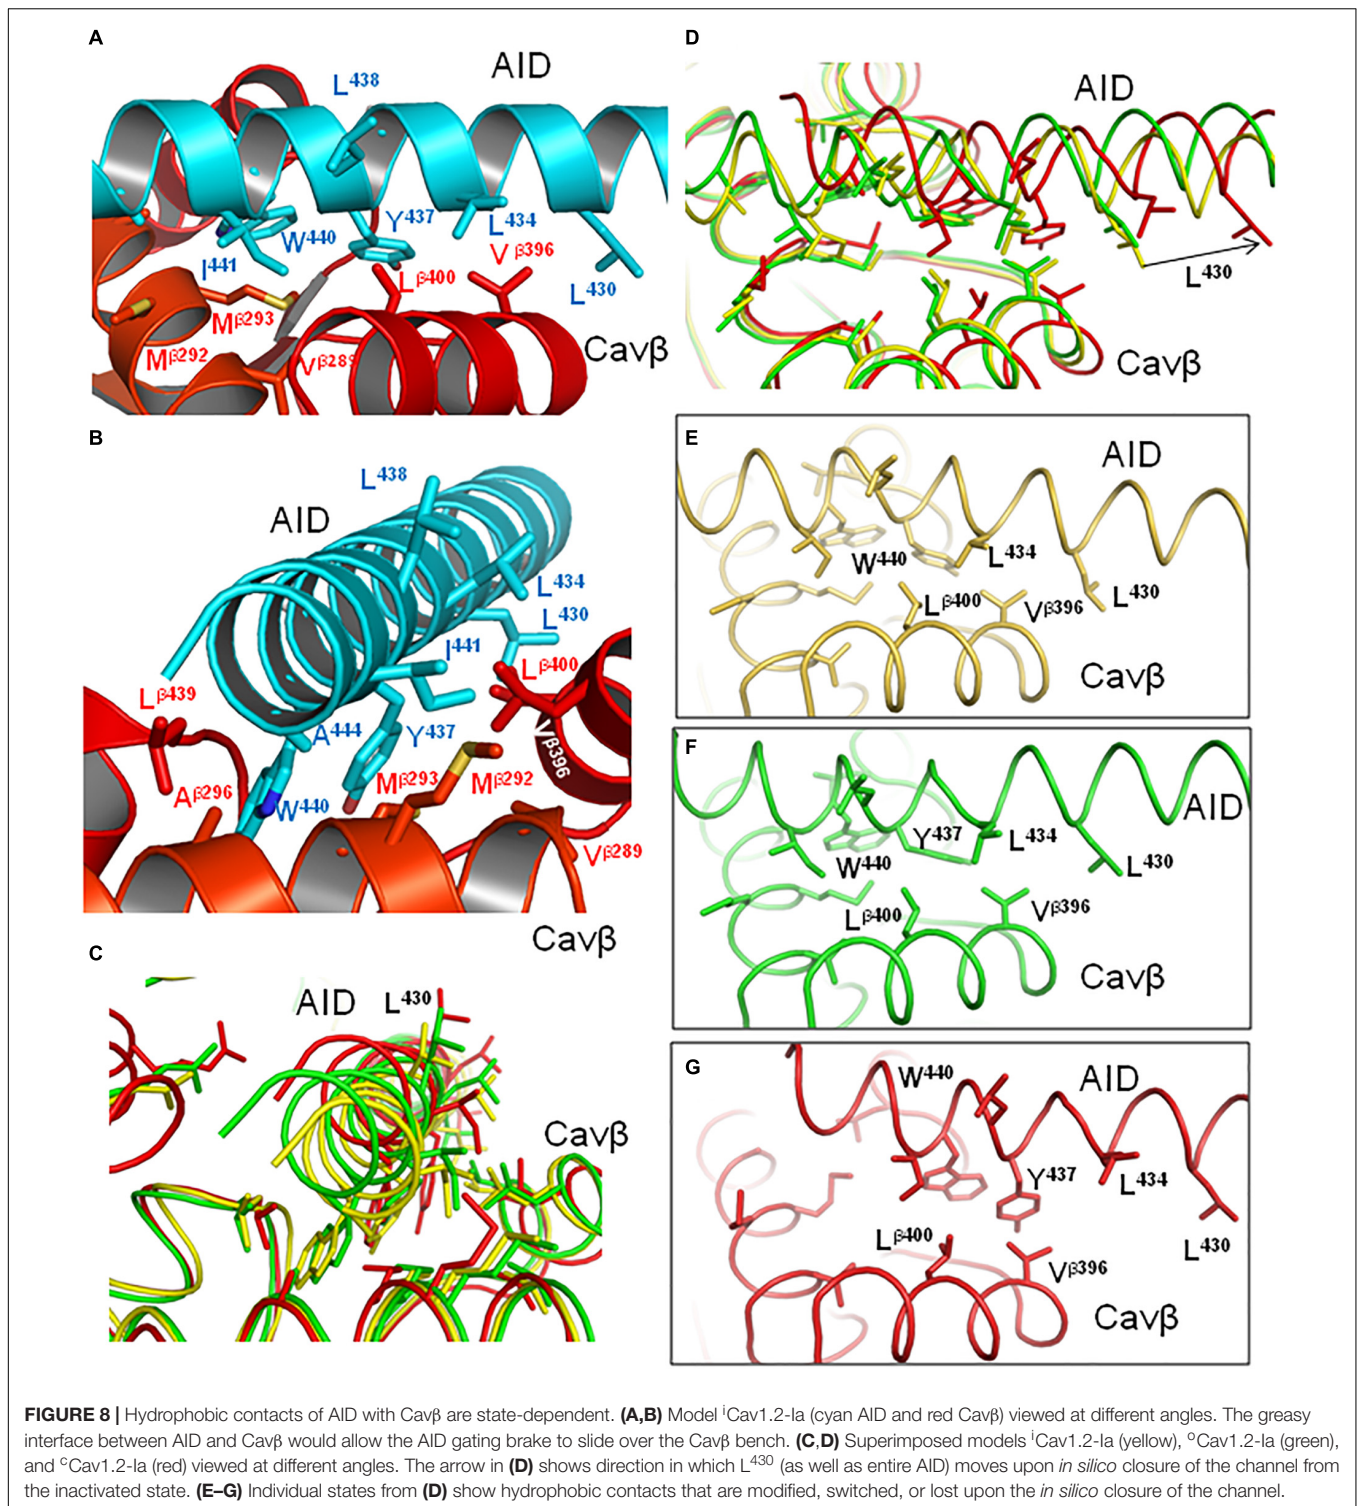 A
AID
L438
Y437
L434
W440
I441
Vβ396
Lβ400
L430
Mβ293
Mβ292
Vβ289
Cavβ
B
L438
AID
L434
L430
I441
Lβ400
Lβ439
A444
Y437
Vβ396
Mβ293
Mβ292
Aβ296
W440
Vβ289
Cavβ
C
AID
L430
Cavβ
D
AID
L430
Cavβ
E
AID
W440
L434
Lβ400
Vβ396
L430
Cavβ
F
AID
Y437
L434
W440
L430
Lβ400
Vβ396
Cavβ
G
W440
AID
Y437
L434
Lβ400
L430
Vβ396
Cavβ
FIGURE 8 | Hydrophobic contacts of AID with Cavβ are state-dependent. (A,B) Model iCav1.2-Ia (cyan AID and red Cavβ) viewed at different angles. The greasy
interface between AID and Cavβ would allow the AID gating brake to slide over the Cavβ bench. (C,D) Superimposed models iCav1.2-Ia (yellow), oCav1.2-Ia (green),
and cCav1.2-Ia (red) viewed at different angles. The arrow in (D) shows direction in which L430 (as well as entire AID) moves upon in silico closure of the channel from
the inactivated state. (E–G) Individual states from (D) show hydrophobic contacts that are modified, switched, or lost upon the in silico closure of the channel.